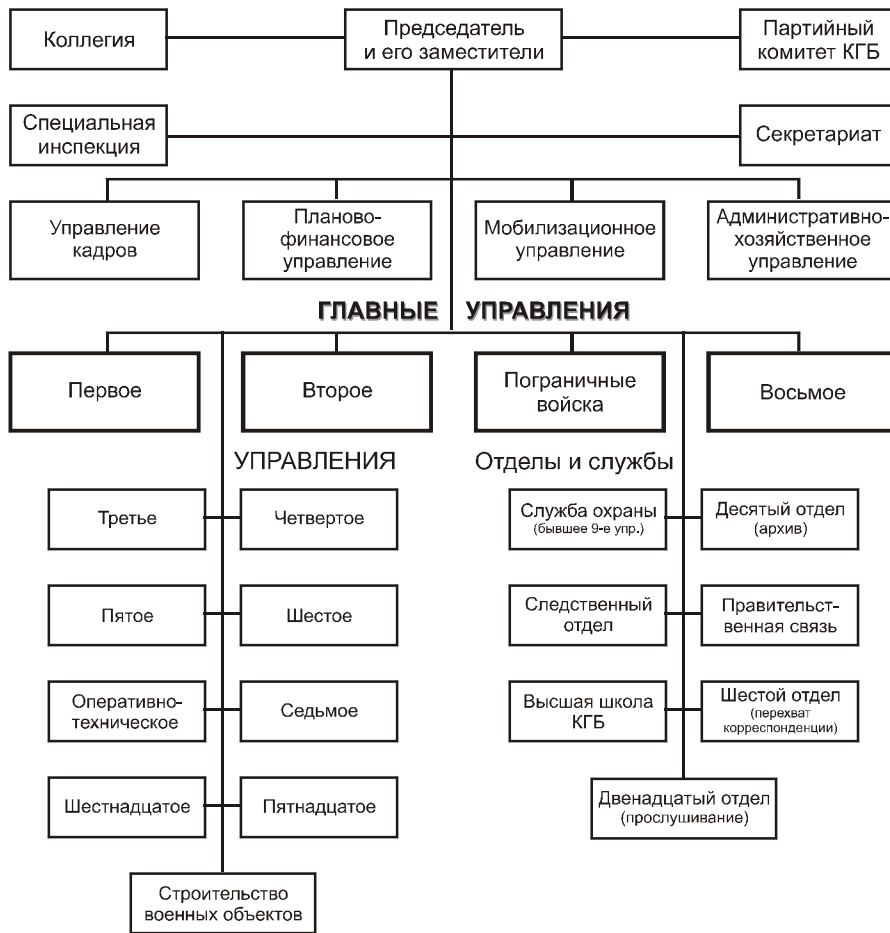 Коллегия
Председатель
и его заместители
Партийный
комитет КГБ
Специальная
инспекция
Секретариат
Управление
кадров
Планово-
финансовое
управление
Мобилизационное
управление
Административно-
хозяйственное
управление
ГЛАВНЫЕ УПРАВЛЕНИЯ
Первое
Второе
Пограничные
войска
Восьмое
УПРАВЛЕНИЯ
Третье
Четвертое
Пятое
Шестое
Оперативно-
техническое
Седьмое
Шестнадцатое
Пятнадцатое
Строительство
военных объектов
Отделы и службы
Служба охраны
(бывшее 9-е упр.)
Десятый отдел
(архив)
Следственный
отдел
Правительст-
венная связь
Высшая школа
КГБ
Шестой отдел
(перехват
корреспонденции)
Двенадцатый отдел
(прослушивание)